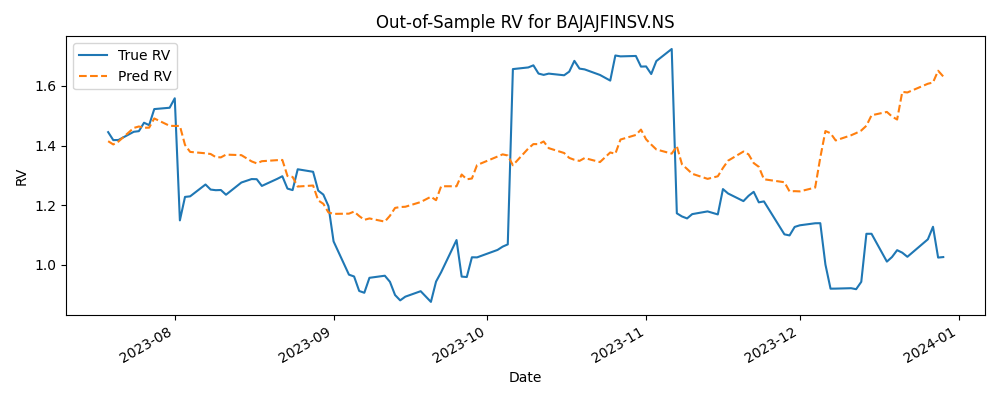 Out-of-Sample RV for BAJAJFINSV.NS
True RV
Pred RV
RV
1.6
1.4
1.2
1.0
2023-08
2023-09
2023-10
2023-11
2023-12
2024-01
Date